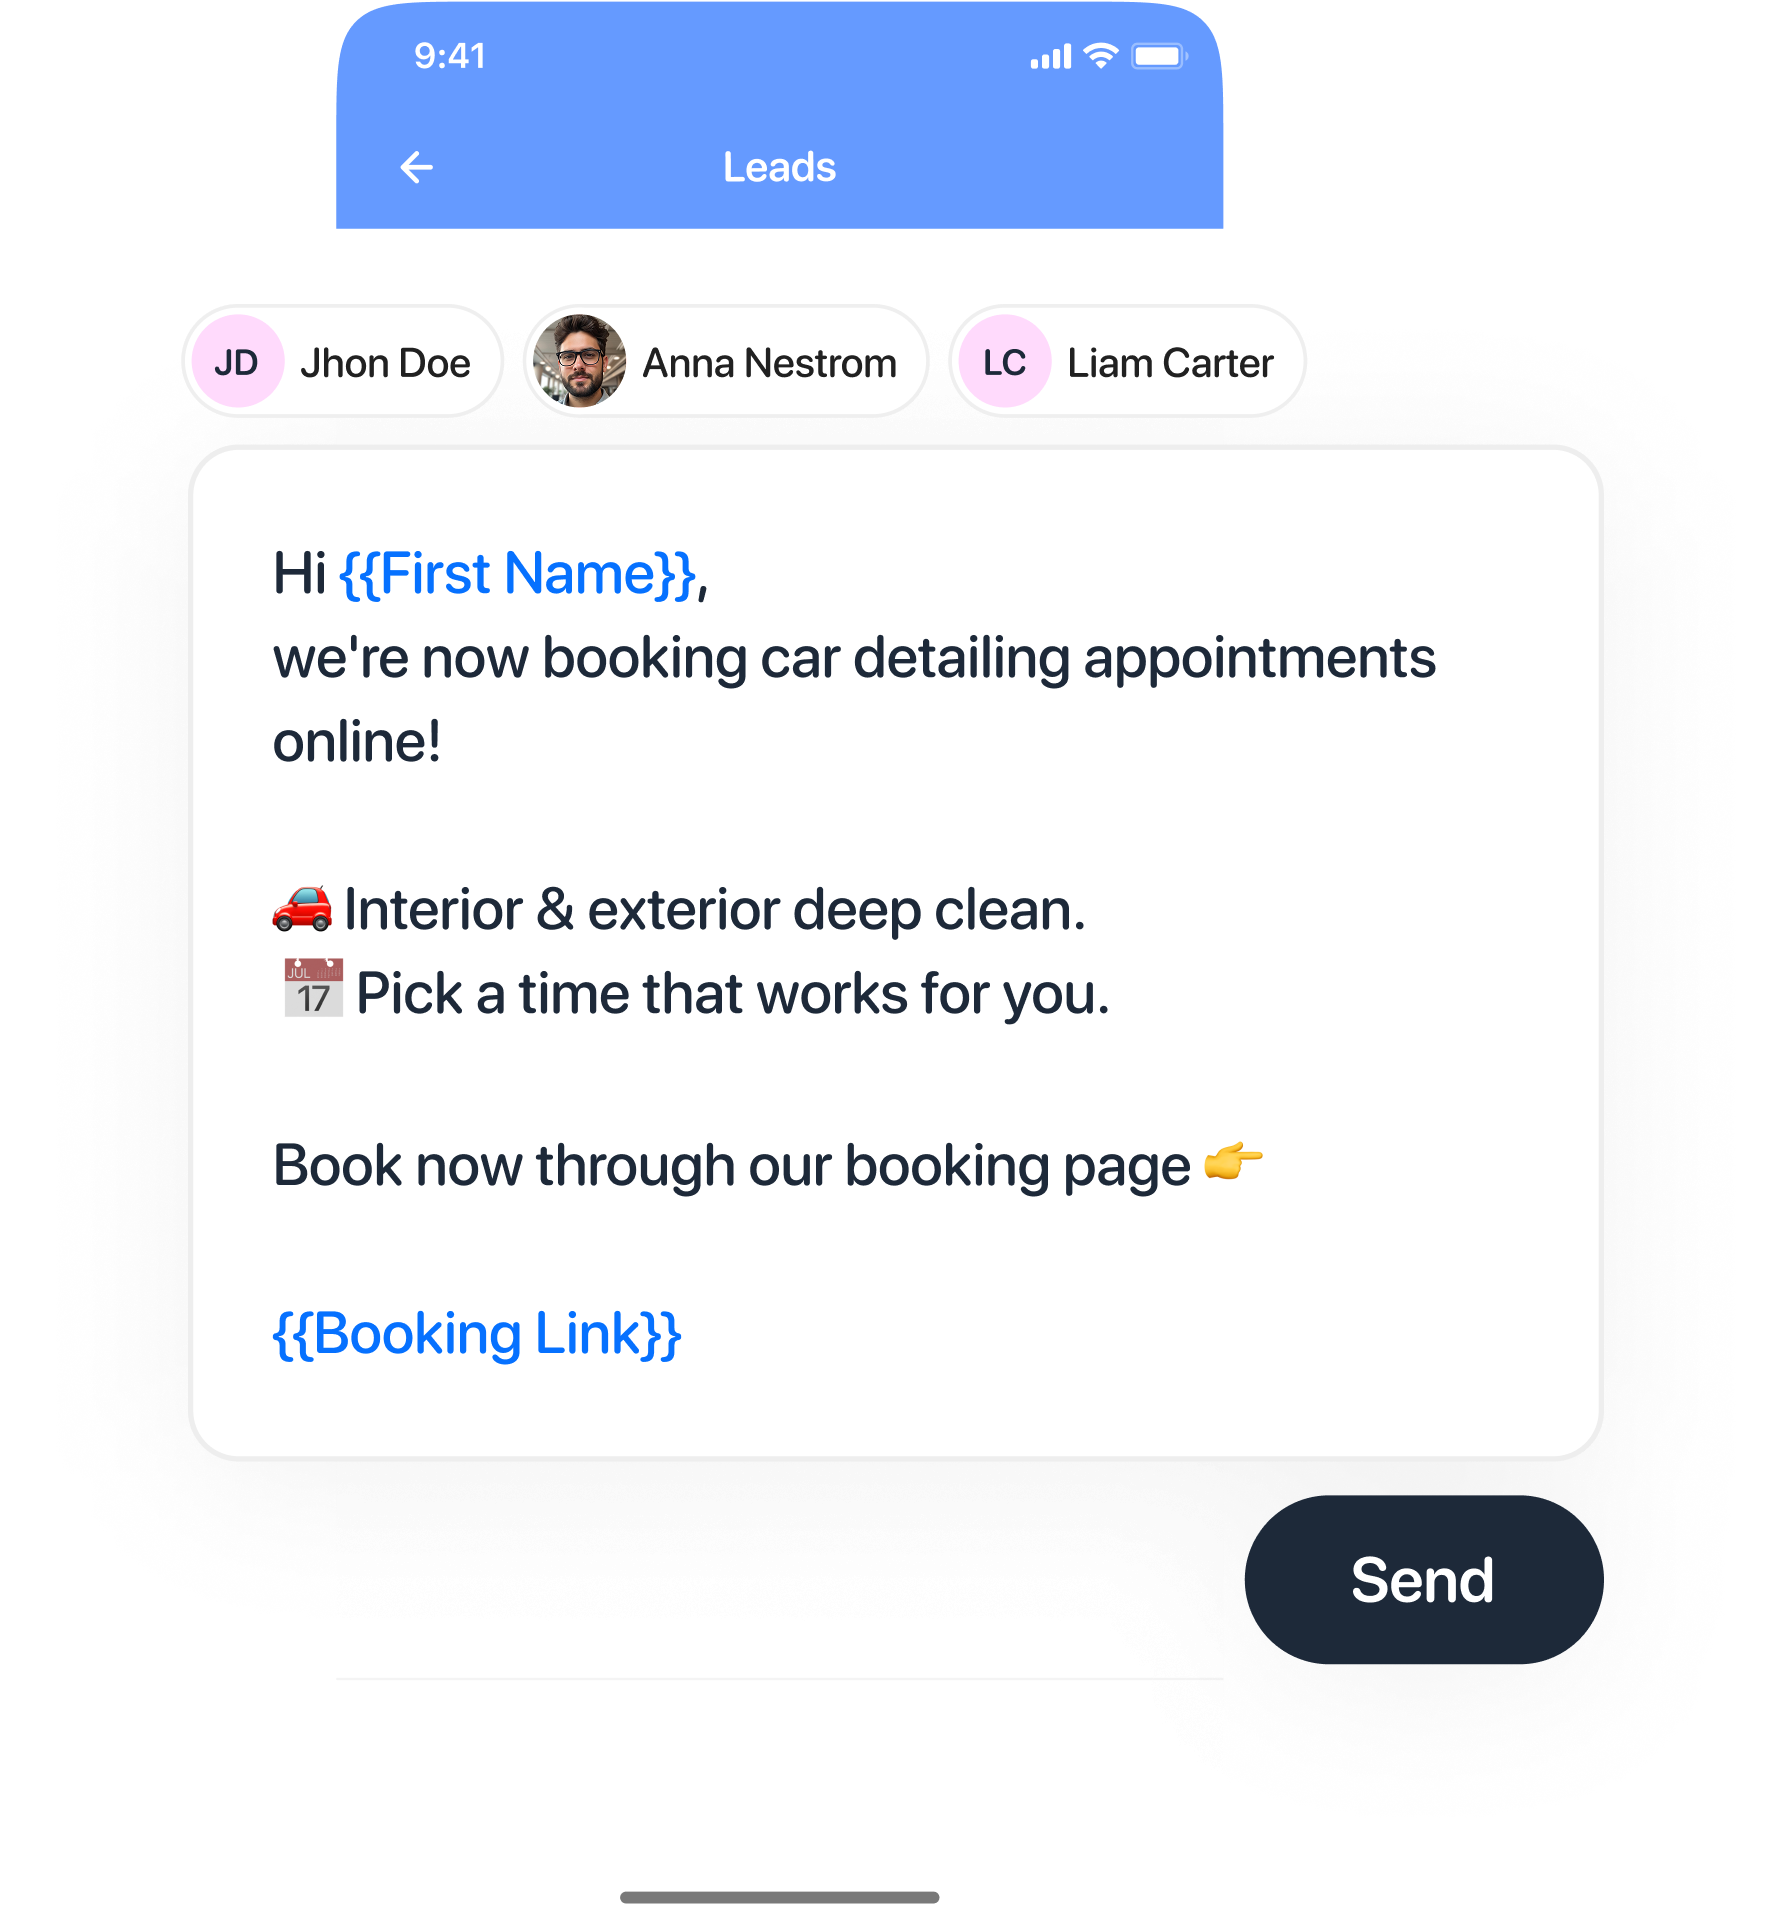 9:41
Leads
JD Jhon Doe Anna Nestrom LC Liam Carter
Hi {{First Name}},
we're now booking car detailing appointments
online!
🚗 Interior & exterior deep clean.
📅 Pick a time that works for you.
JUL
17
Book now through our booking page 👉
{{Booking Link}}
Send